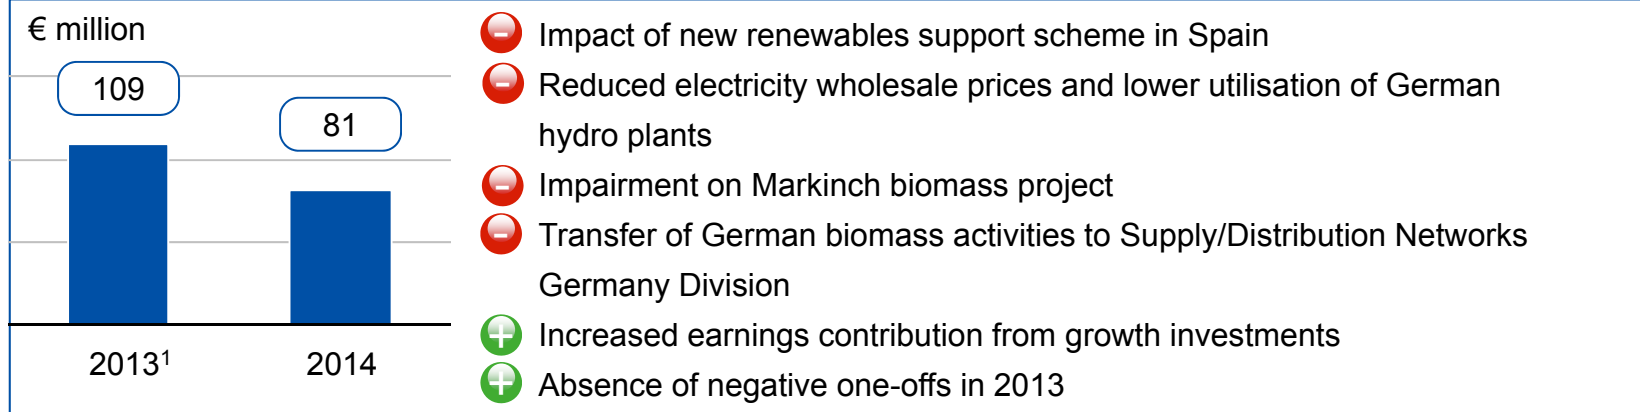 € million
109
81
2013¹
2014
- Impact of new renewables support scheme in Spain
- Reduced electricity wholesale prices and lower utilisation of German
hydro plants
- Impairment on Markinch biomass project
- Transfer of German biomass activities to Supply/Distribution Networks
Germany Division
+ Increased earnings contribution from growth investments
+ Absence of negative one-offs in 2013